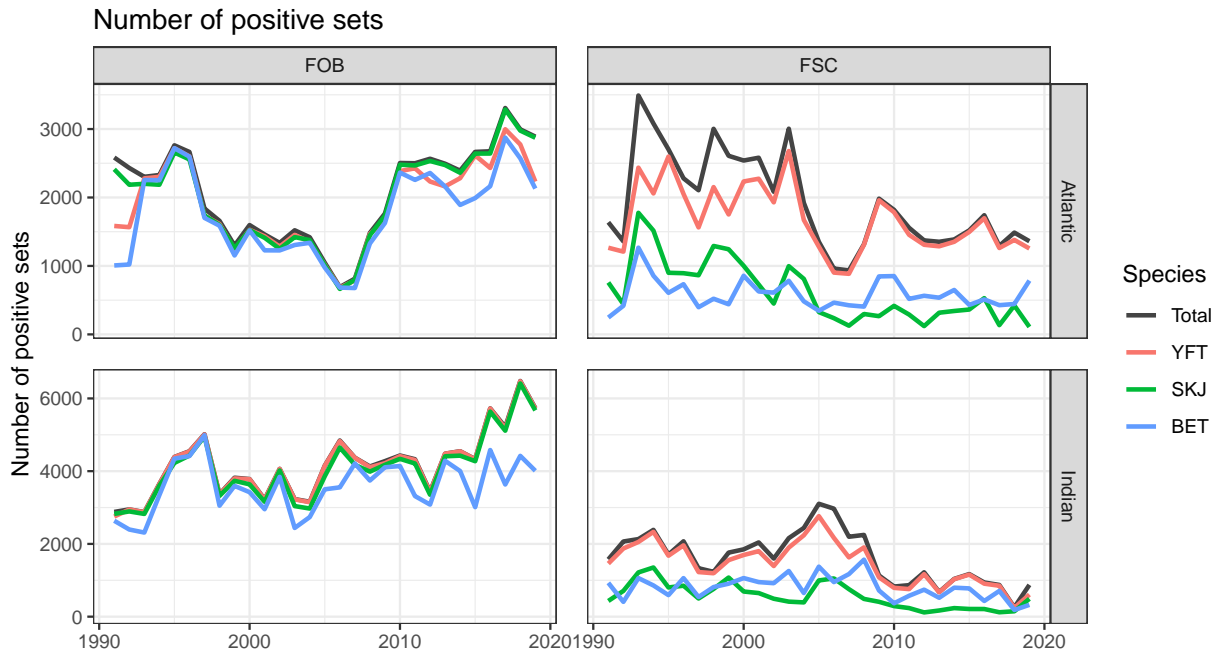 Number of positive sets
FOB
FSC
Number of positive sets
3000
2000
1000
0
Atlantic
6000
4000
2000
0
Indian
1990
2000
2010
2020
1990
2000
2010
2020
Species
Total
YFT
SKJ
BET